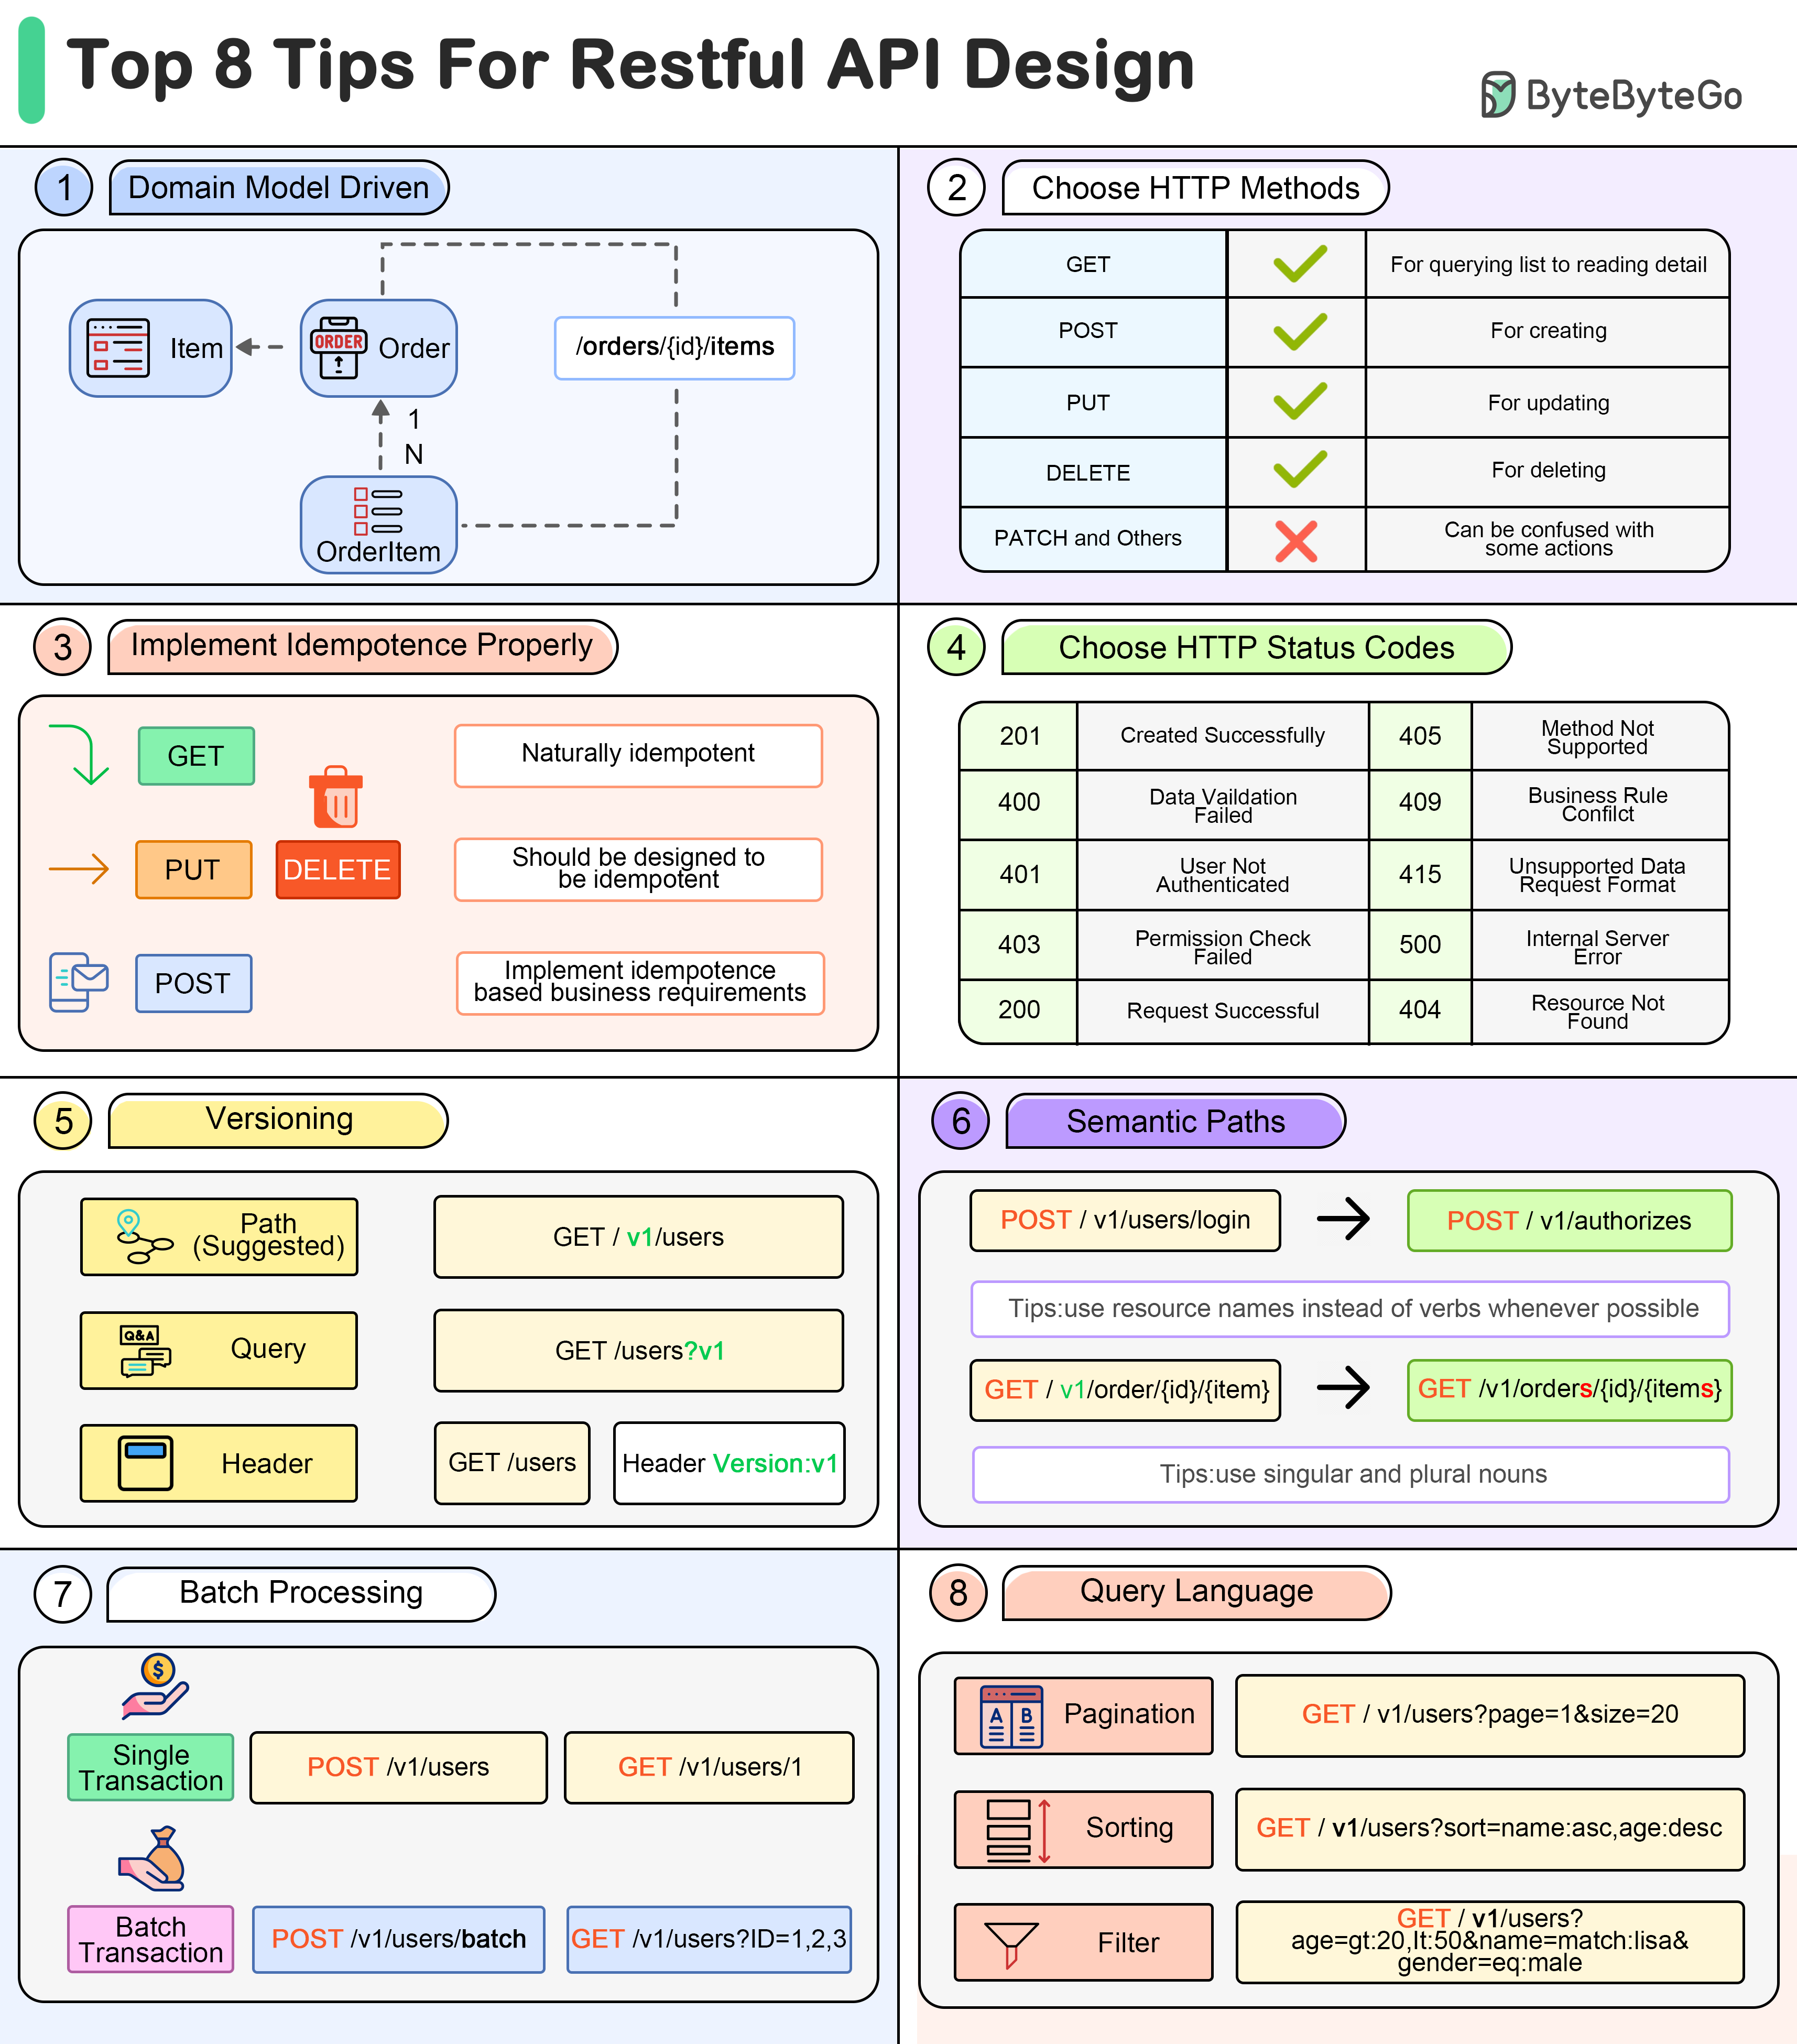 Top 8 Tips For Restful API Design
ByteByteGo
1
Domain Model Driven
Item
ORDER
Order
/orders/{id}/items
1
N
OrderItem
2
Choose HTTP Methods
GET
For querying list to reading detail
POST
For creating
PUT
For updating
DELETE
For deleting
PATCH and Others
Can be confused with
some actions
3
Implement Idempotence Properly
GET
Naturally idempotent
PUT
DELETE
Should be designed to
be idempotent
POST
Implement idempotence
based business requirements
4
Choose HTTP Status Codes
201
Created Successfully
405
Method Not
Supported
400
Data Vaildation
Failed
409
Business Rule
Confilct
401
User Not
Authenticated
415
Unsupported Data
Request Format
403
Permission Check
Failed
500
Internal Server
Error
200
Request Successful
404
Resource Not
Found
5
Versioning
Path
(Suggested)
GET / v1/users
Q&A
Query
GET /users?v1
Header
GET /users
Header Version:v1
6
Semantic Paths
POST / v1/users/login
POST / v1/authorizes
Tips:use resource names instead of verbs whenever possible
GET / v1/order/{id}/{item}
GET /v1/orders/{id}/{items}
Tips:use singular and plural nouns
7
Batch Processing
$
Single
Transaction
POST /v1/users
GET /v1/users/1
Batch
Transaction
POST /v1/users/batch
GET /v1/users?ID=1,2,3
8
Query Language
A B
Pagination
GET / v1/users?page=1&size=20
Sorting
GET / v1/users?sort=name:asc,age:desc
Filter
GET / v1/users?
age=gt:20,lt:50&name=match:lisa&
gender=eq:male